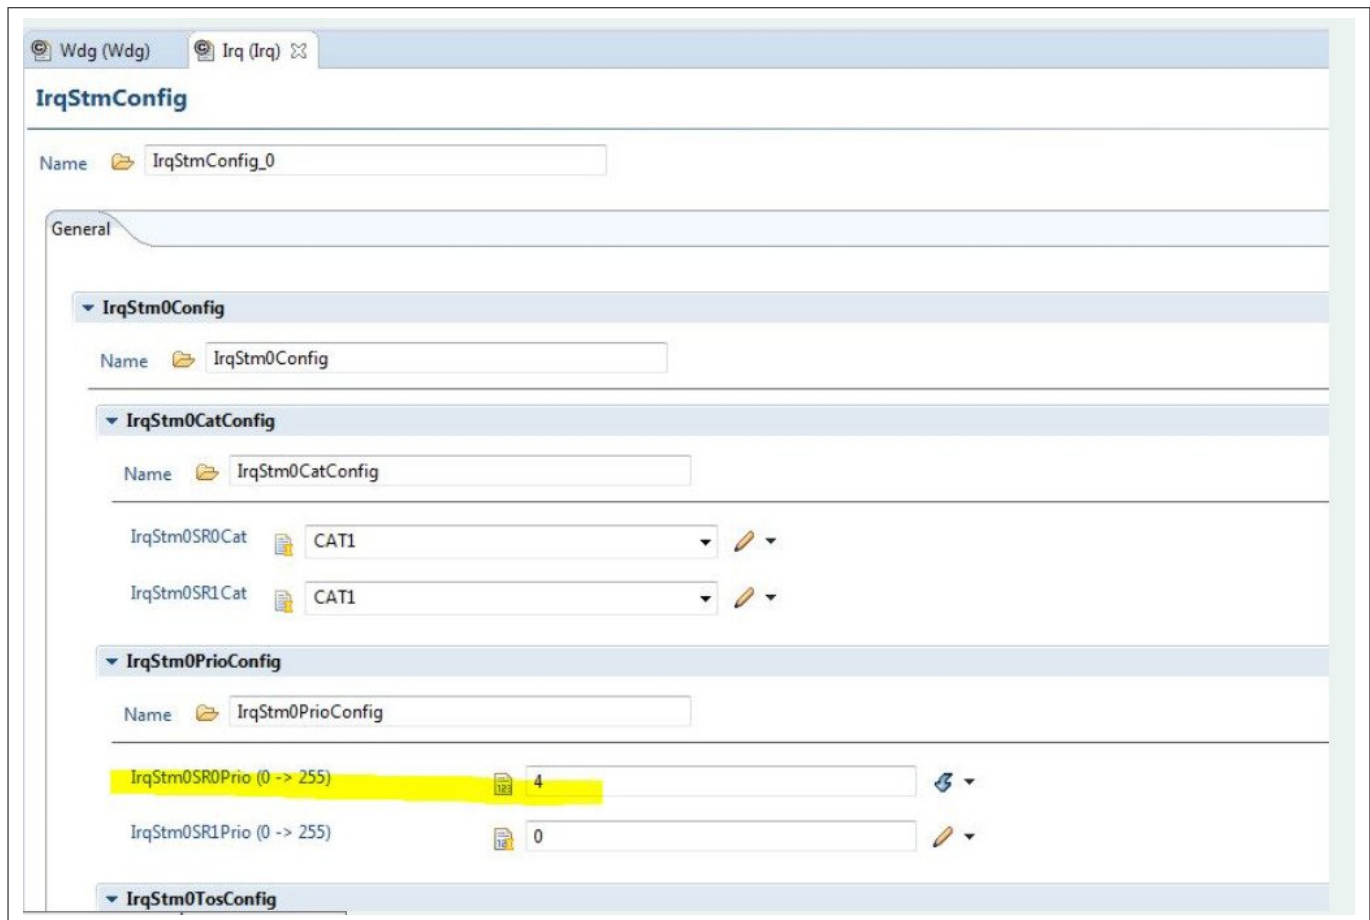 Wdg (Wdg) Irq (Irq)
IrqStmConfig
Name IrqStmConfig_0
General
IrqStm0Config
Name IrqStm0Config
IrqStm0CatConfig
Name IrqStm0CatConfig
IrqStm0SR0Cat CAT1
IrqStm0SR1Cat CAT1
IrqStm0PrioConfig
Name IrqStm0PrioConfig
IrqStm0SR0Prio (0 -> 255) 4
IrqStm0SR1Prio (0 -> 255) 0
IrqStm0TosConfig